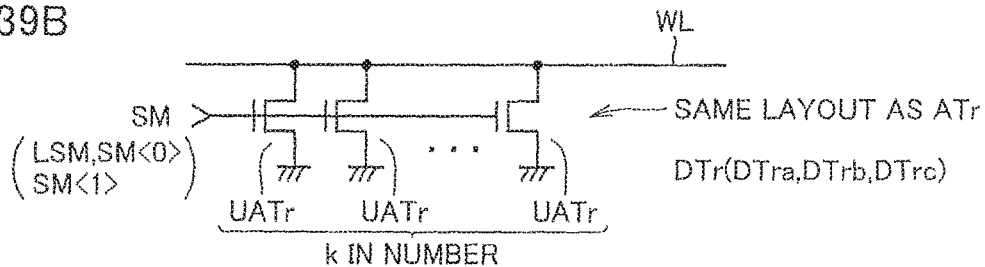 39B
WL
SM
LSM,SM<0>
SM<1>
SAME LAYOUT AS ATr
DTr(DTra,DTrb,DTrc)
UATr UATr UATr
k IN NUMBER